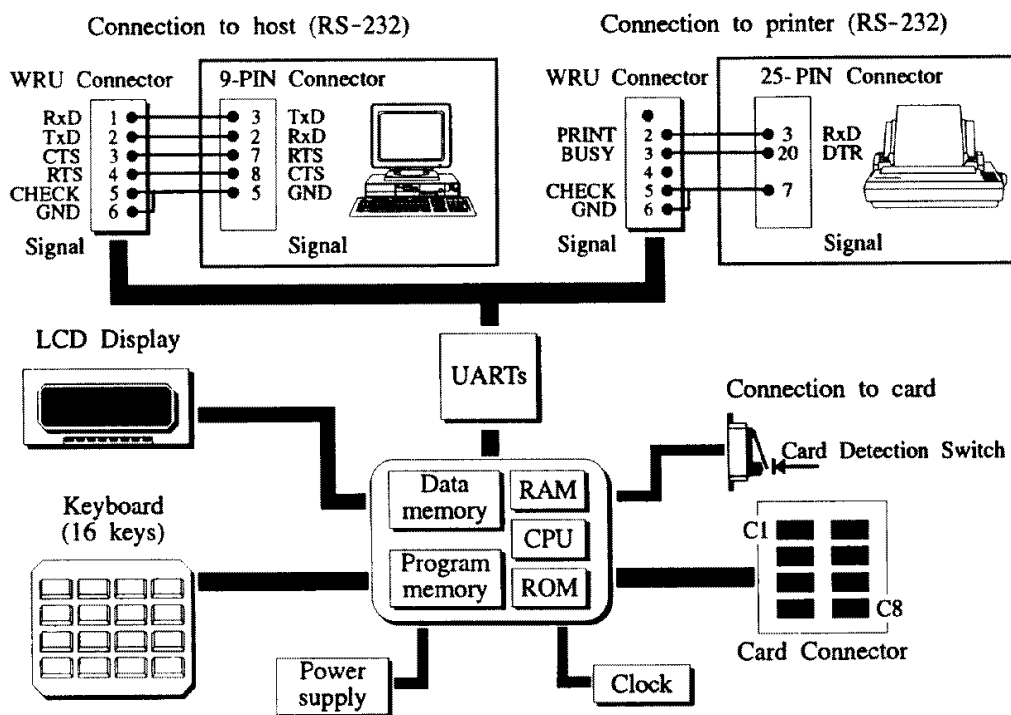 Connection to host (RS-232)
Connection to printer (RS-232)
WRU Connector
9-PIN Connector
RxD 1 3 TxD
TxD 2 2 RxD
CTS 3 7 RTS
RTS 4 8 CTS
CHECK 5 5 GND
GND 6
Signal
Signal
WRU Connector
25-PIN Connector
PRINT 2 3 RxD
BUSY 3 20 DTR
4
CHECK 5 7
GND 6
Signal
Signal
LCD Display
UARTs
Connection to card
Card Detection Switch
Keyboard
(16 keys)
Data
memory
RAM
CPU
Program
memory
ROM
C1
C8
Card Connector
Power
supply
Clock